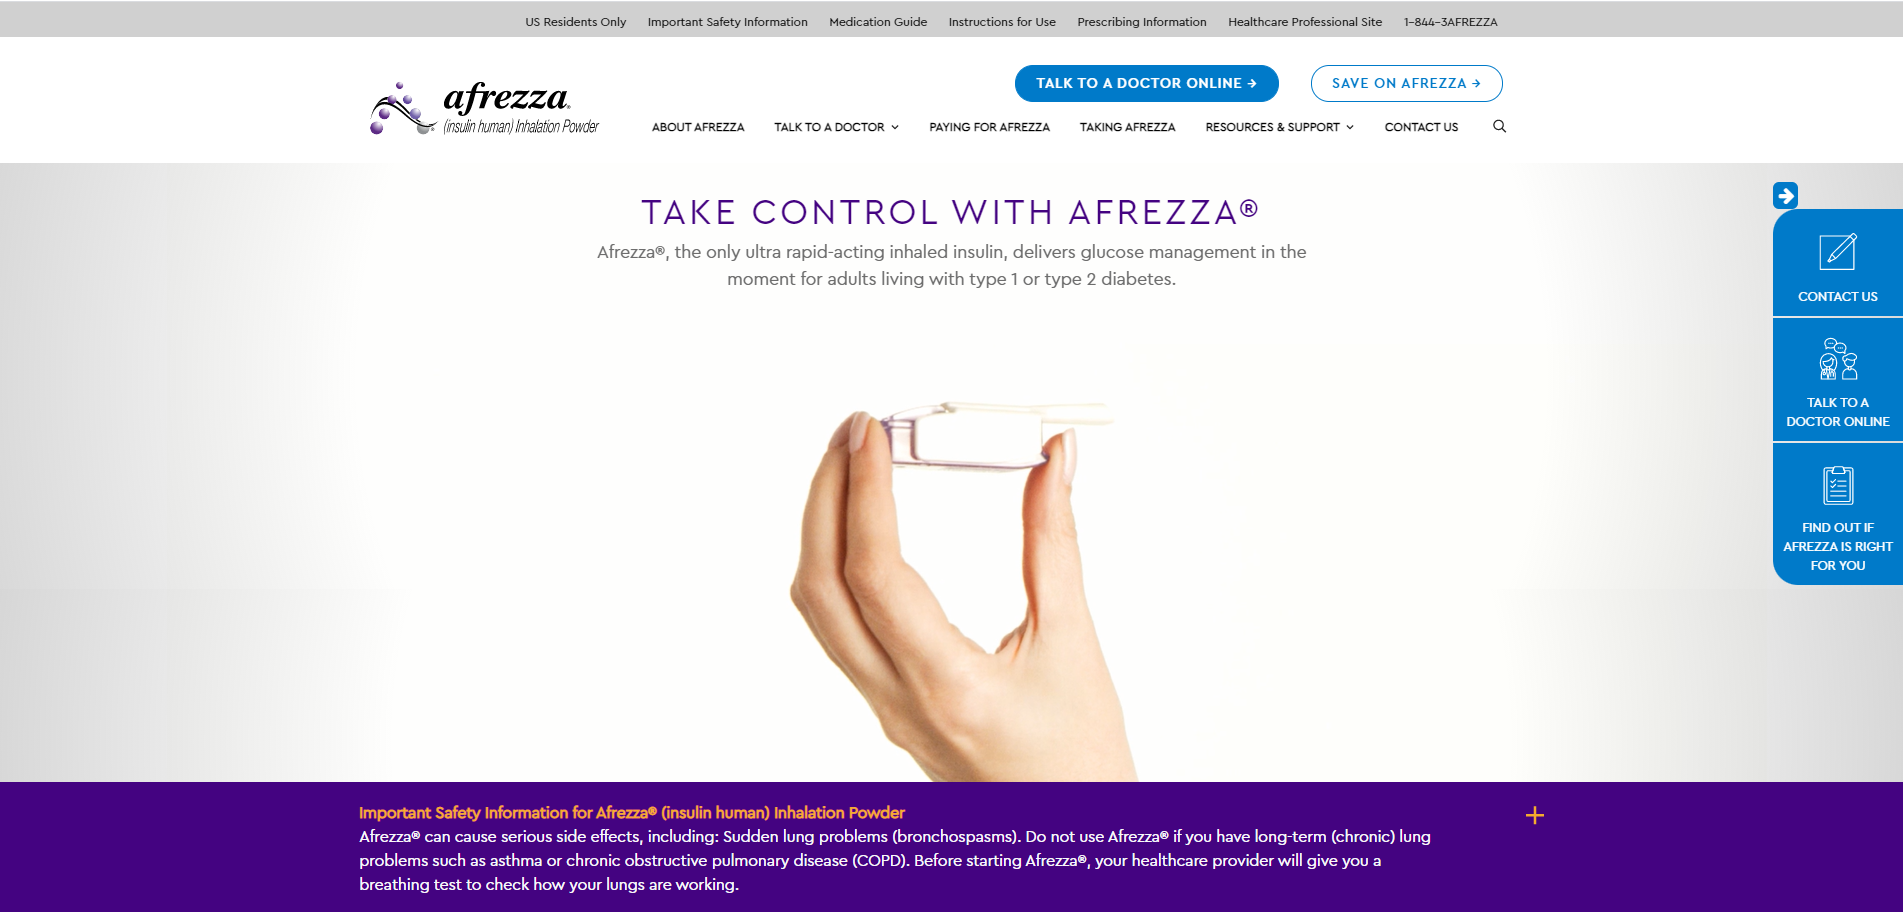 US Residents Only Important Safety Information Medication Guide Instructions for Use Prescribing Information Healthcare Professional Site 1-844-3AFREZZA
TALK TO A DOCTOR ONLINE → SAVE ON AFREZZA →
afrezza®
(insulin human) Inhalation Powder
ABOUT AFREZZA TALK TO A DOCTOR PAYING FOR AFREZZA TAKING AFREZZA RESOURCES & SUPPORT CONTACT US
TAKE CONTROL WITH AFREZZA®
Afrezza®, the only ultra rapid-acting inhaled insulin, delivers glucose management in the
moment for adults living with type 1 or type 2 diabetes.
CONTACT US
TALK TO A
DOCTOR ONLINE
FIND OUT IF
AFREZZA IS RIGHT
FOR YOU
Important Safety Information for Afrezza® (insulin human) Inhalation Powder
Afrezza® can cause serious side effects, including: Sudden lung problems (bronchospasms). Do not use Afrezza® if you have long-term (chronic) lung
problems such as asthma or chronic obstructive pulmonary disease (COPD). Before starting Afrezza®, your healthcare provider will give you a
breathing test to check how your lungs are working.